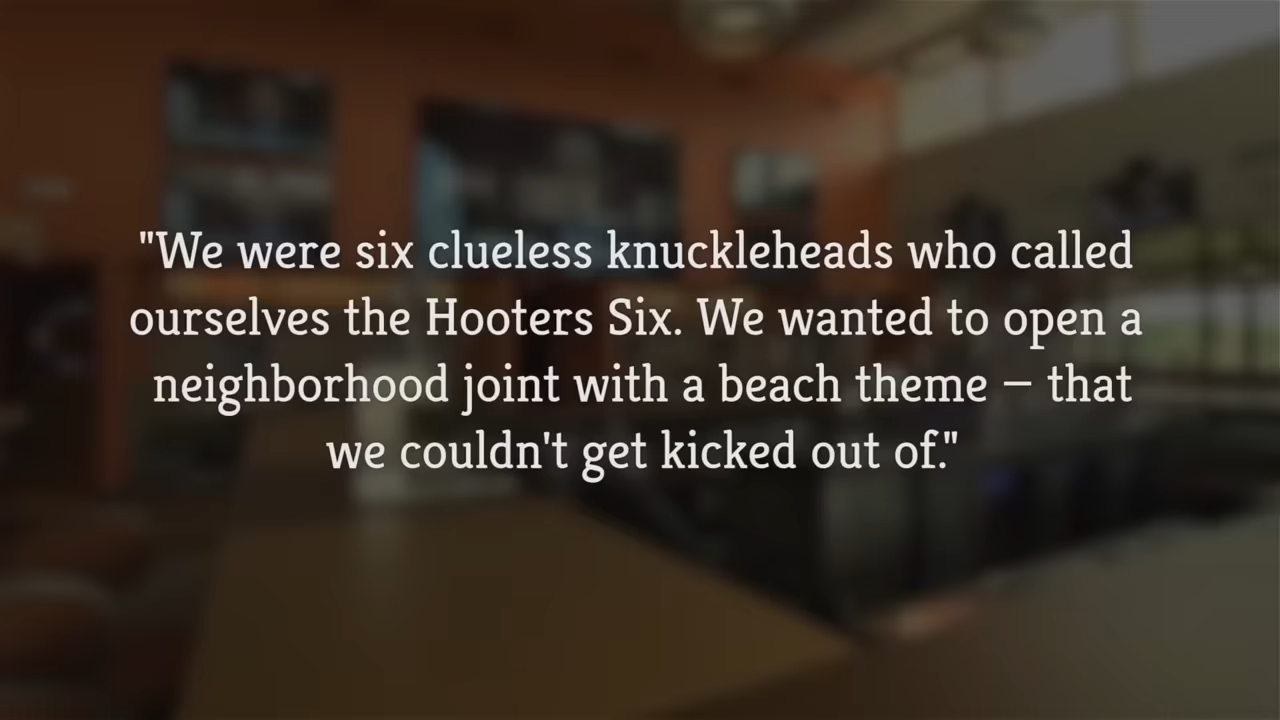 "We were six clueless knuckleheads who called
ourselves the Hooters Six. We wanted to open a
neighborhood joint with a beach theme – that
we couldn't get kicked out of."